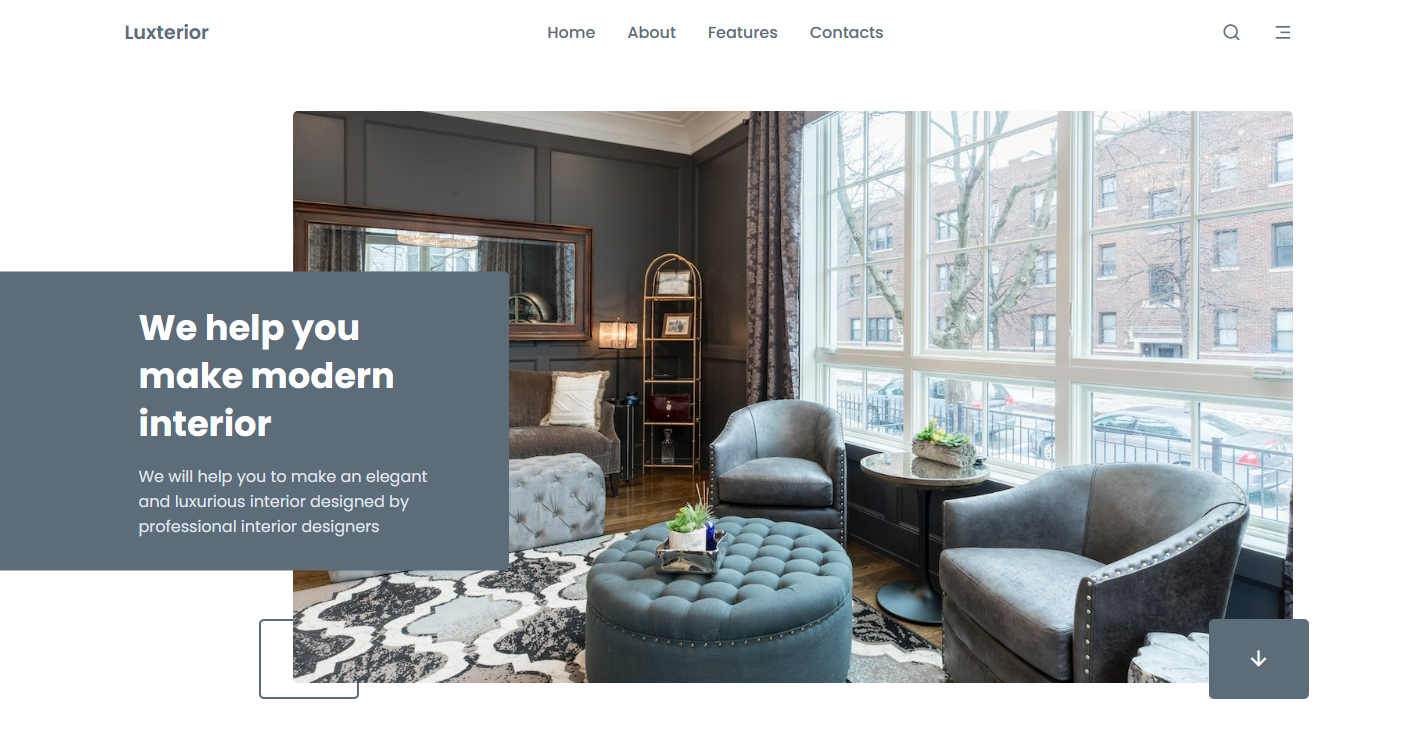 Luxterior
Home About Features Contacts
We help you
make modern
interior
We will help you to make an elegant
and luxurious interior designed by
professional interior designers